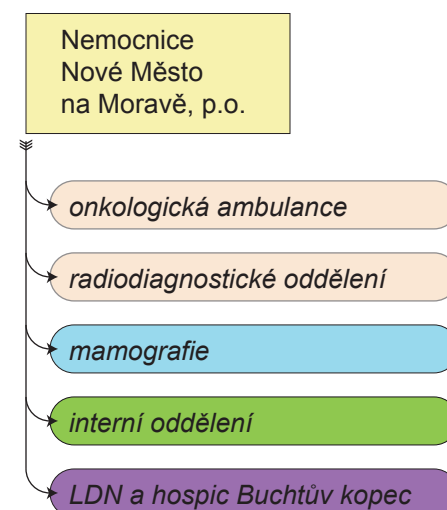 Nemocnice
Nové Město
na Moravě, p.o.
onkologická ambulance
radiodiagnostické oddělení
mamografie
interní oddělení
LDN a hospic Buchtův kopec